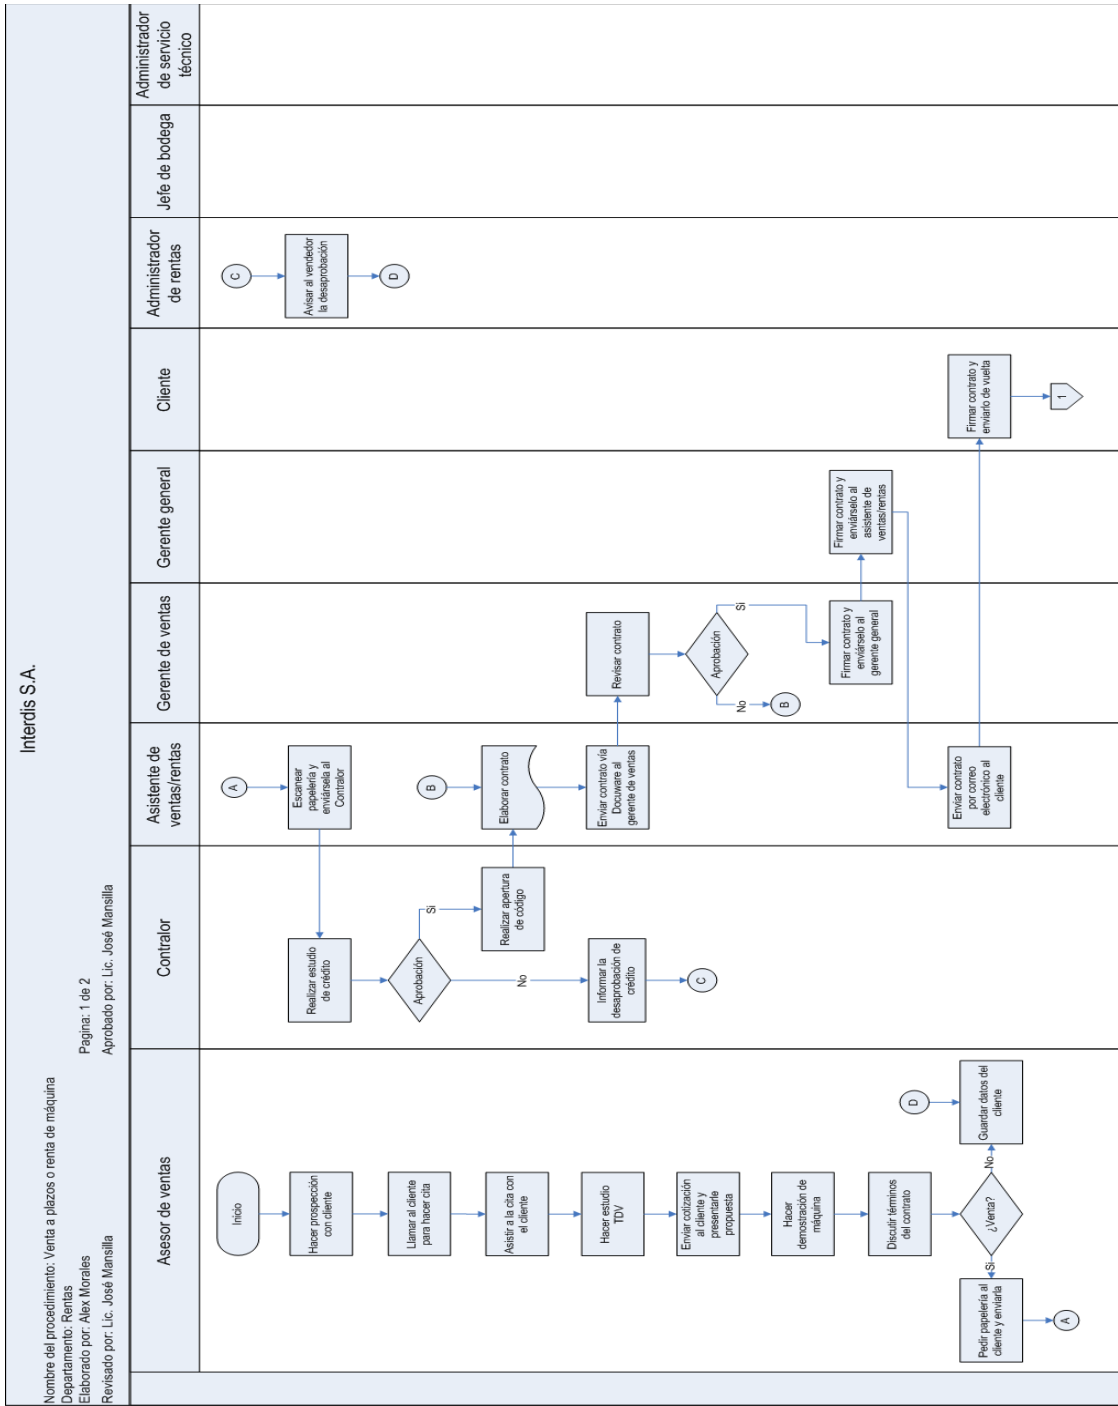 Interdis S.A.
Nombre del procedimiento: Venta a plazos o renta de máquina
Departamento: Rentas
Elaborado por: Alex Morales
Pagina: 1 de 2
Revisado por: Lic. José Mansilla
Aprobado por: Lic. José Mansilla
Asesor de ventas
Contralor
Asistente de
ventas/rentas
Gerente de ventas
Gerente general
Cliente
Administrador
de rentas
Jefe de bodega
Administrador
de servicio
técnico
Inicio
Hacer prospección
con cliente
Llamar al cliente
para hacer cita
Asistir a la cita con
el cliente
Hacer estudio
TDV
Enviar cotización
al cliente y
presentarle
propuesta
Hacer
demostración de
máquina
Discutir términos
del contrato
¿Venta?
Si
No
Pedir papelería al
cliente y enviarla
A
D
Guardar datos del
cliente
Realizar estudio
de crédito
Aprobación
Si
No
Realizar apertura
de código
Informar la
desaprobación de
crédito
C
A
Escanear
papelería y
enviársela al
Contralor
B
Elaborar contrato
Enviar contrato vía
Docuware al
gerente de ventas
Enviar contrato
por correo
electrónico al
cliente
Revisar contrato
Aprobación
No
Si
B
Firmar contrato y
enviárselo al
gerente general
Firmar contrato y
enviárselo al
asistente de
ventas/rentas
Firmar contrato y
enviarlo de vuelta
1
C
Avisar al vendedor
la desaprobación
D